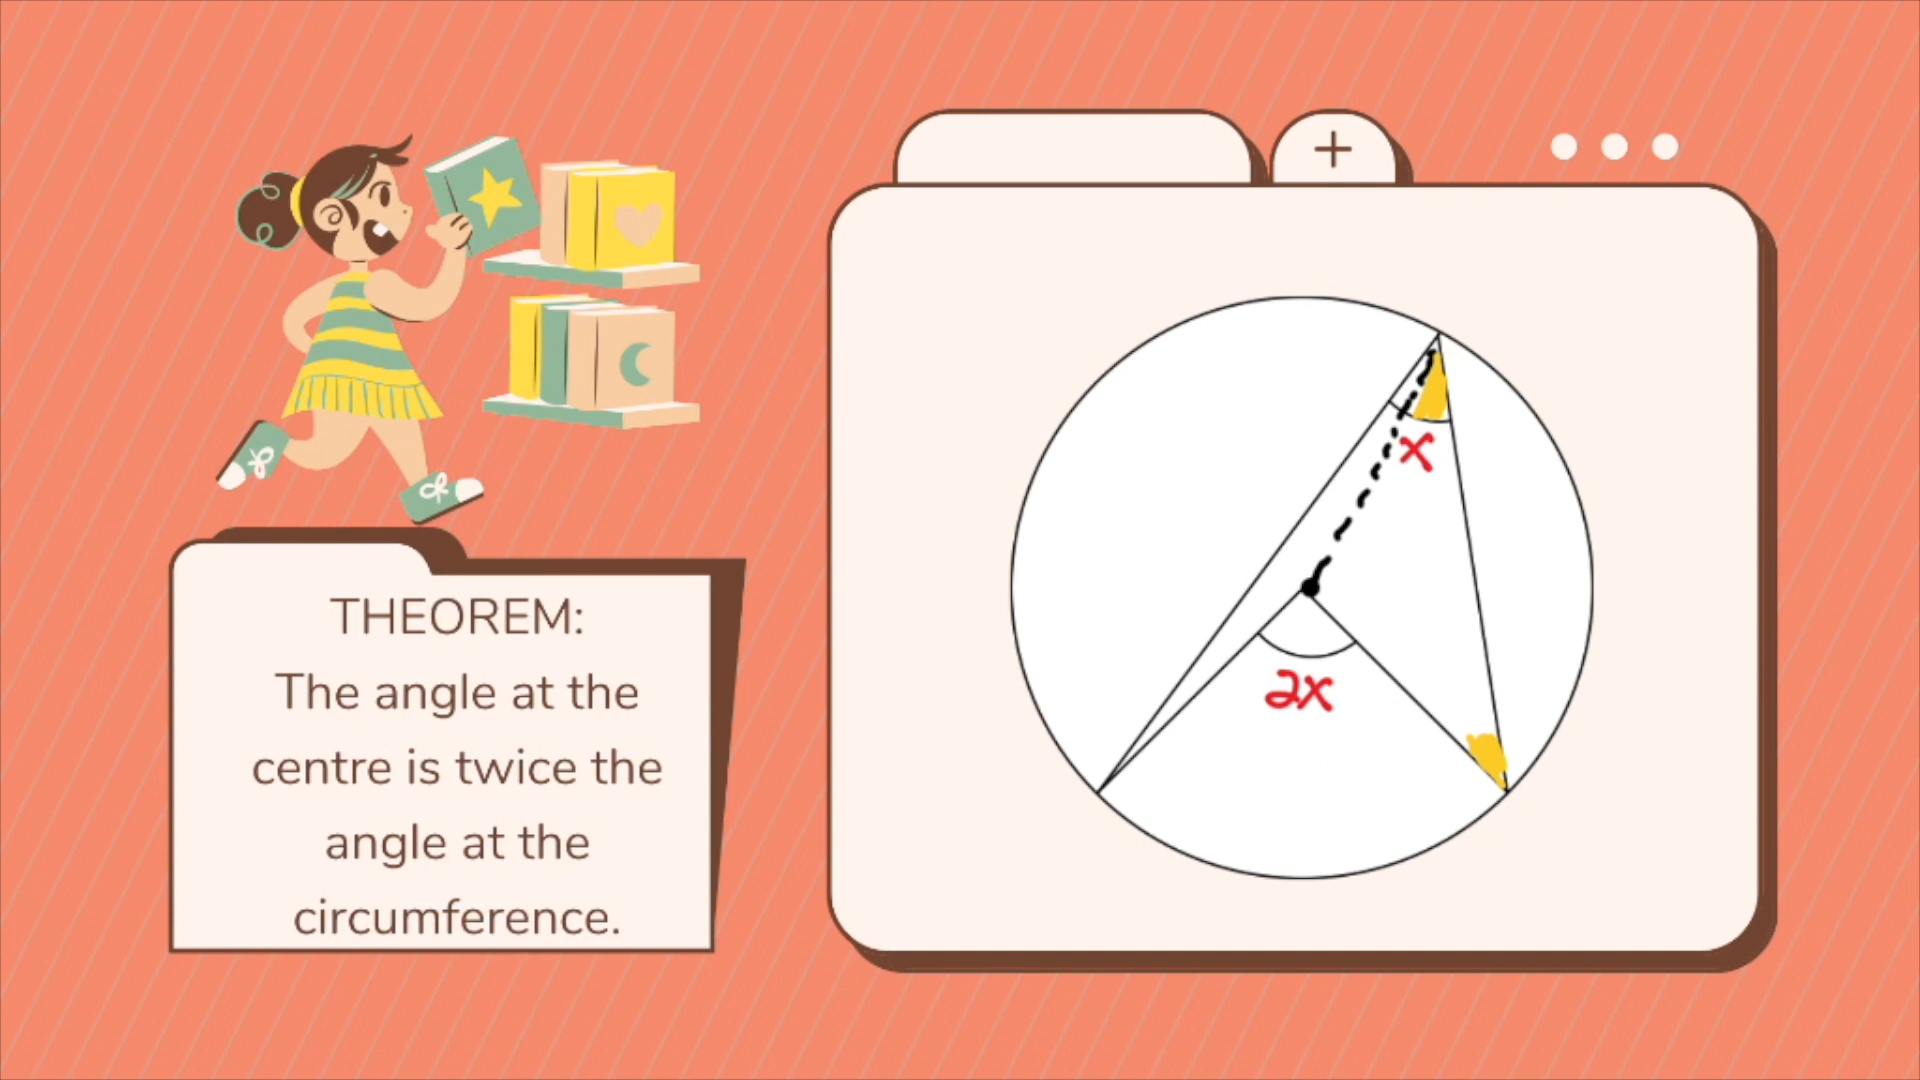 THEOREM:
The angle at the
centre is twice the
angle at the
circumference.
+
x
2x